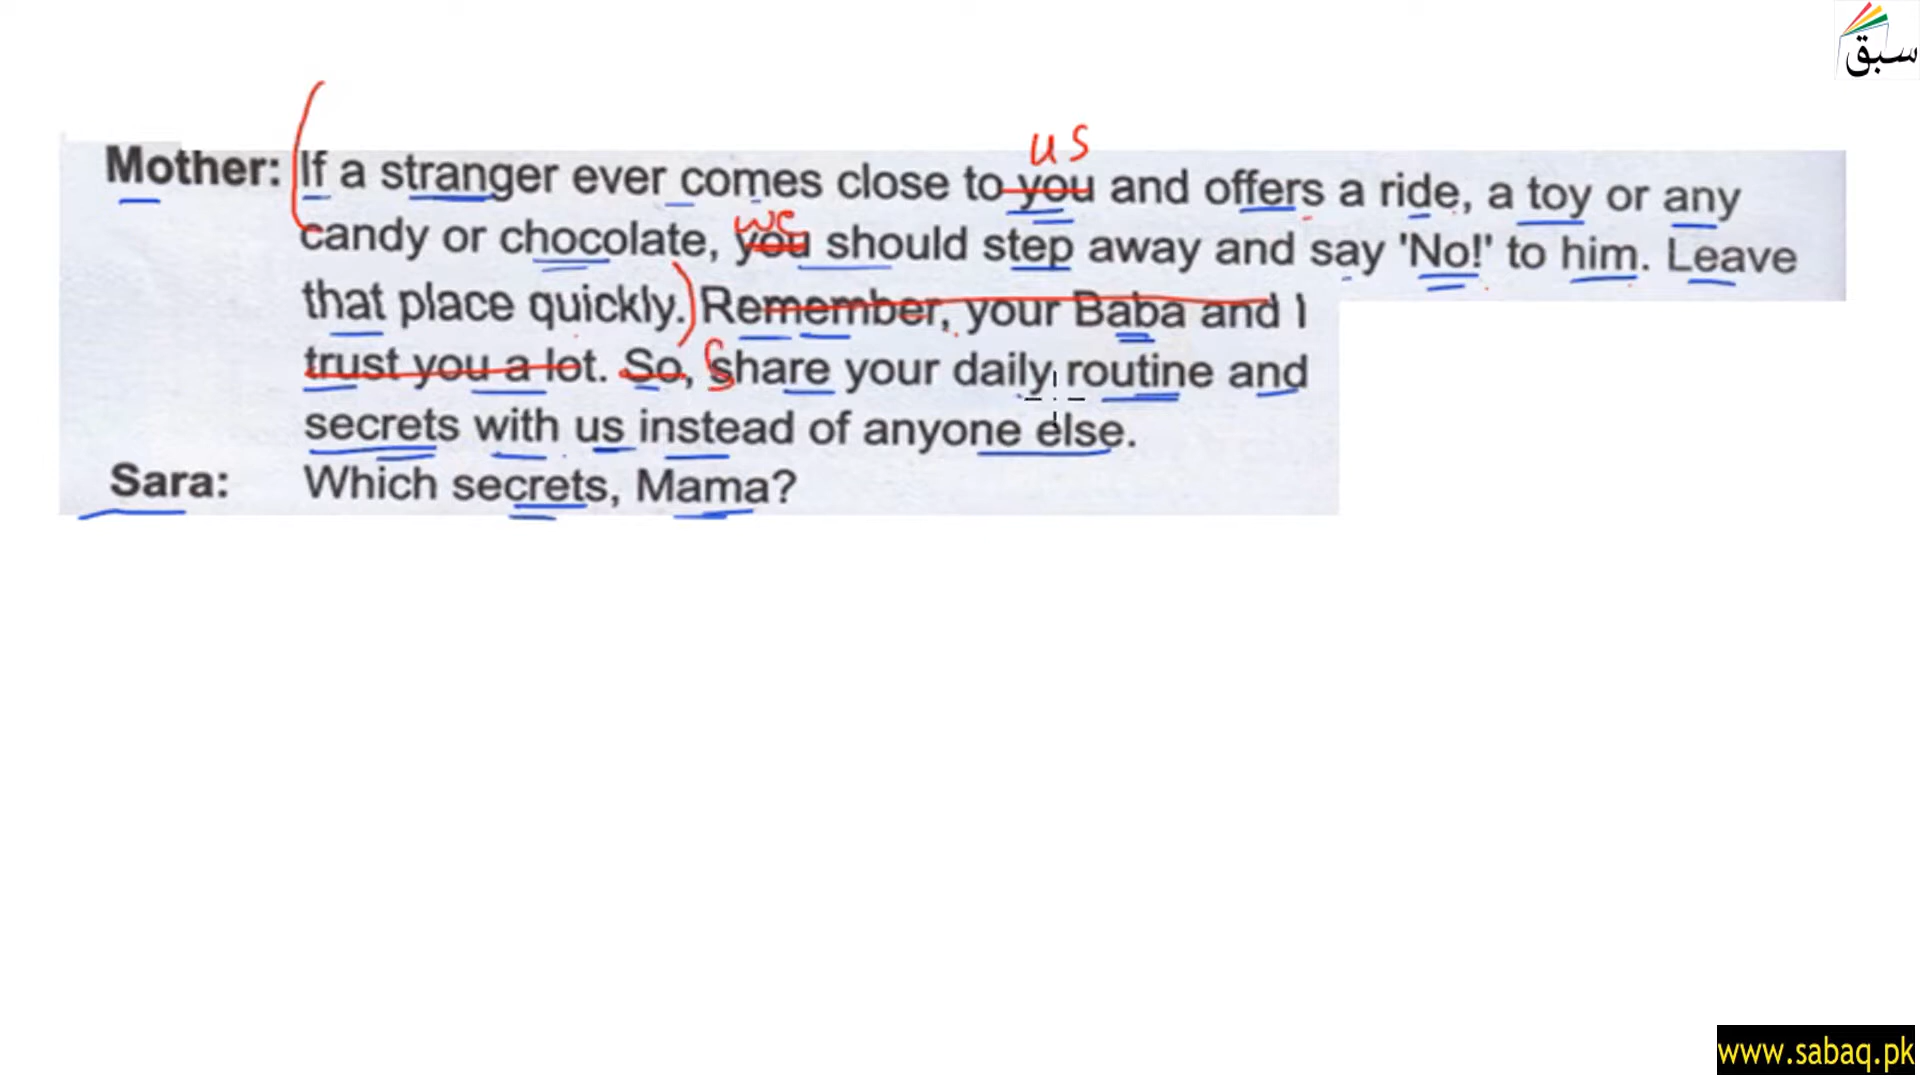 سبق
us
Mother: If a stranger ever comes close to you and offers a ride, a toy or any
we
candy or chocolate, you should step away and say 'No!' to him. Leave
that place quickly. Remember, your Baba and I
trust you a lot. So, Share your daily routine and
secrets with us instead of anyone else.
Sara: Which secrets, Mama?
www.sabaq.pk